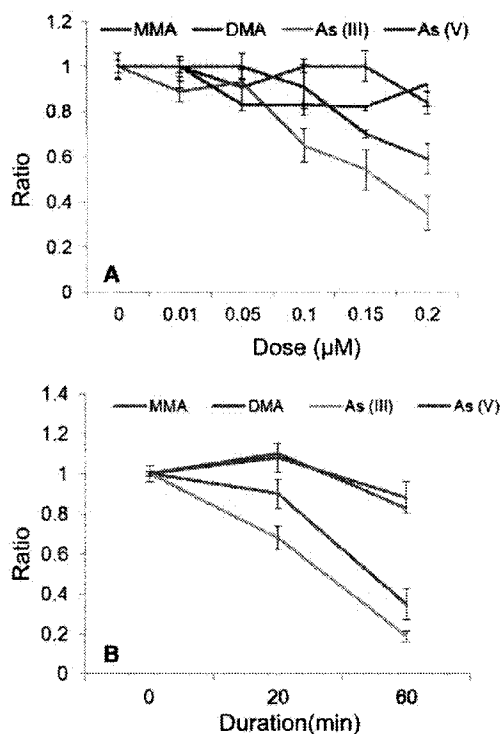 1.2
MMA DMA As (III) As (V)
1
0.8
0.6
0.4
0.2
0
Ratio
A
0 0.01 0.05 0.1 0.15 0.2
Dose (µM)
1.4
MMA DMA As (III) As (V)
1.2
1
0.8
0.6
0.4
0.2
0
Ratio
B
0 20 60
Duration(min)